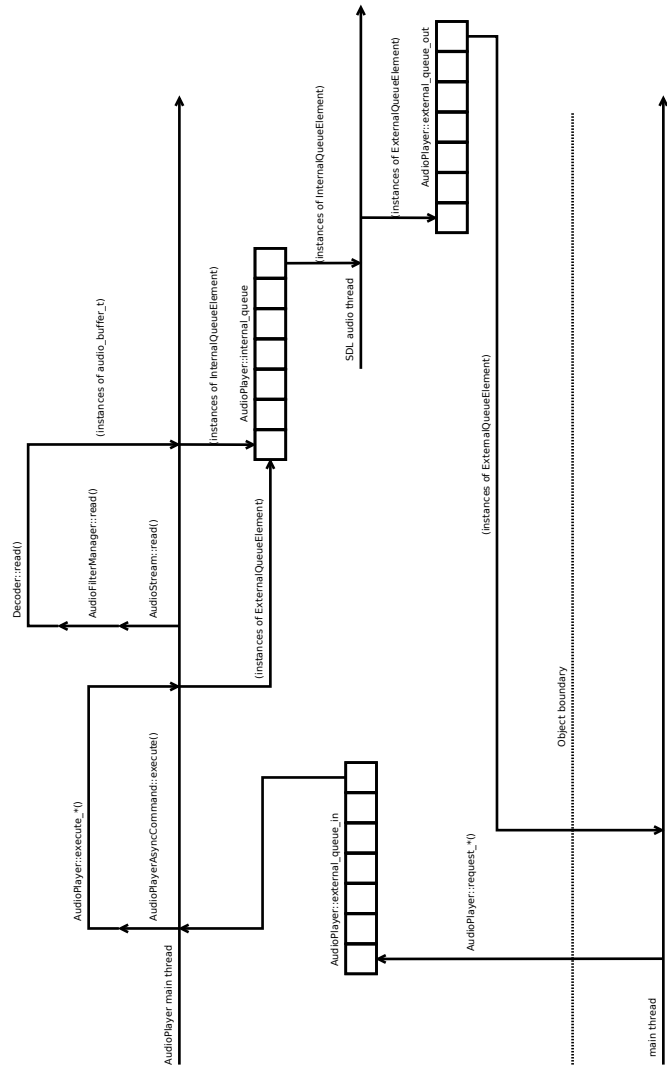 Decoder::read()
AudioFilterManager::read()
AudioStream::read()
(instances of audio_buffer_t)
AudioPlayer::execute_*()
AudioPlayerAsyncCommand::execute()
AudioPlayer main thread
(instances of InternalQueueElement)
AudioPlayer::internal_queue
(instances of ExternalQueueElement)
(instances of InternalQueueElement)
SDL audio thread
AudioPlayer::external_queue_in
(instances of ExternalQueueElement)
AudioPlayer::external_queue_out
AudioPlayer::request_*()
(instances of ExternalQueueElement)
Object boundary
main thread